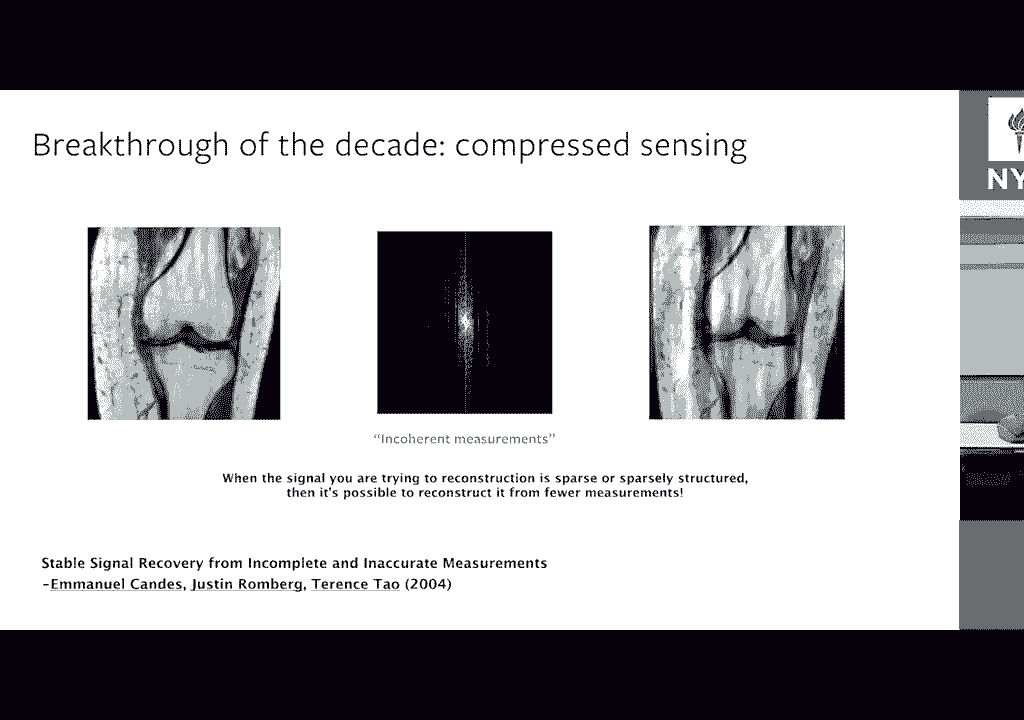 Breakthrough of the decade: compressed sensing
NY
“Incoherent measurements”
When the signal you are trying to reconstruction is sparse or sparsely structured,
then it's possible to reconstruct it from fewer measurements!
Stable Signal Recovery from Incomplete and Inaccurate Measurements
-Emmanuel Candes, Justin Romberg, Terence Tao (2004)